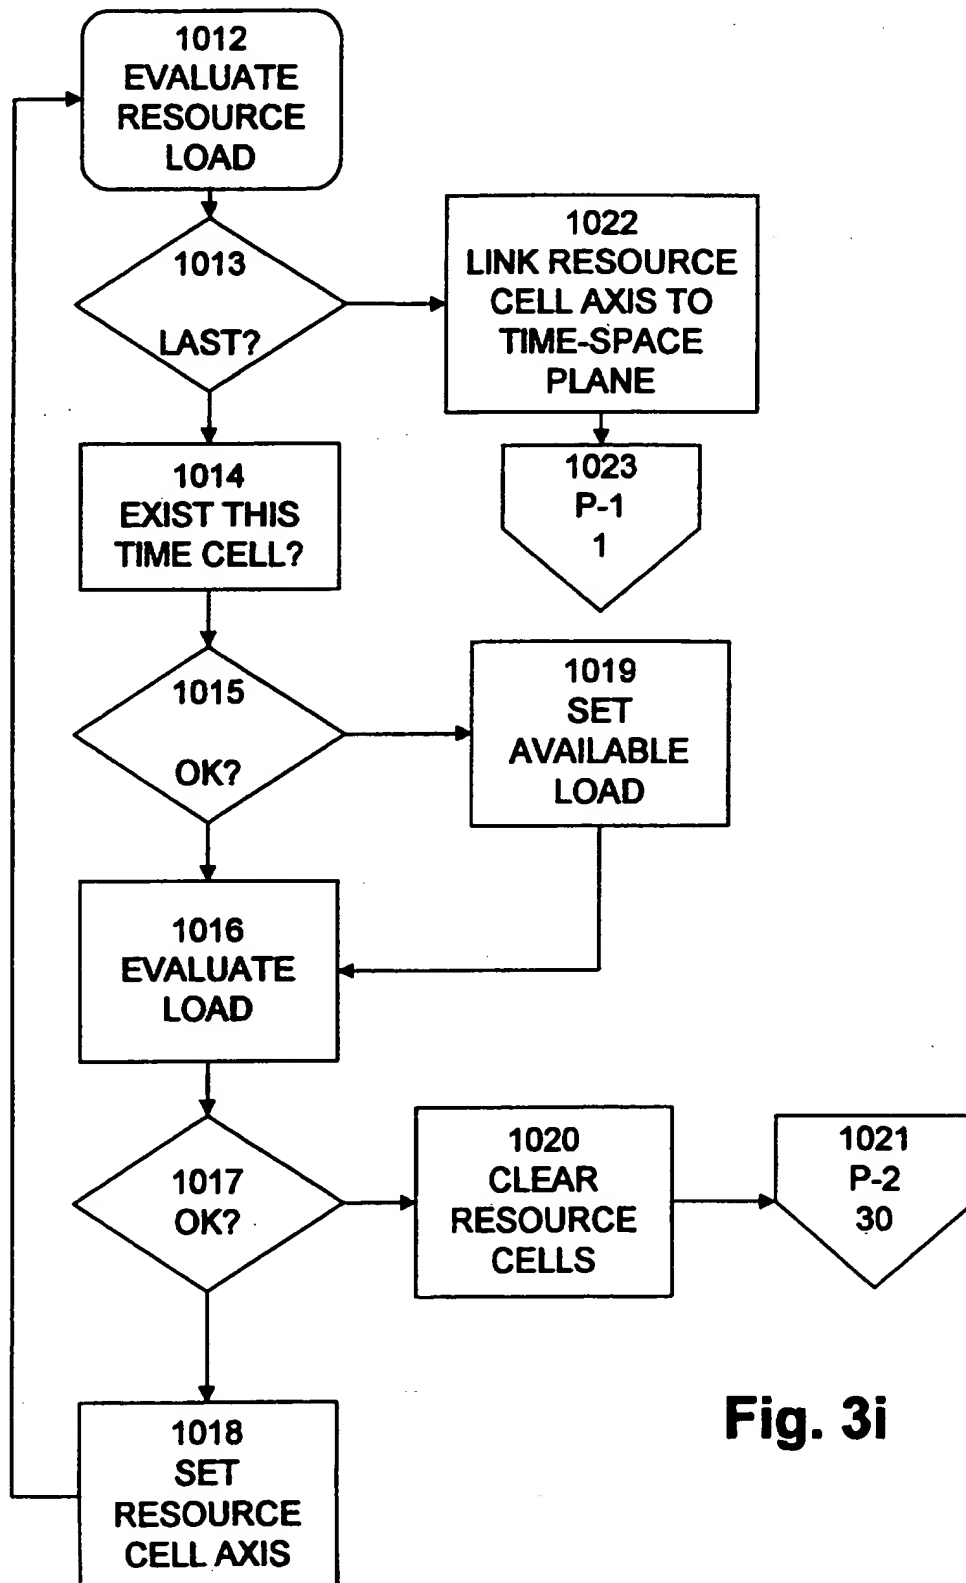 1012
EVALUATE
RESOURCE
LOAD
1013
LAST?
1022
LINK RESOURCE
CELL AXIS TO
TIME-SPACE
PLANE
1014
EXIST THIS
TIME CELL?
1023
P-1
1
1015
OK?
1019
SET
AVAILABLE
LOAD
1016
EVALUATE
LOAD
1017
OK?
1020
CLEAR
RESOURCE
CELLS
1021
P-2
30
1018
SET
RESOURCE
CELL AXIS
Fig. 3i